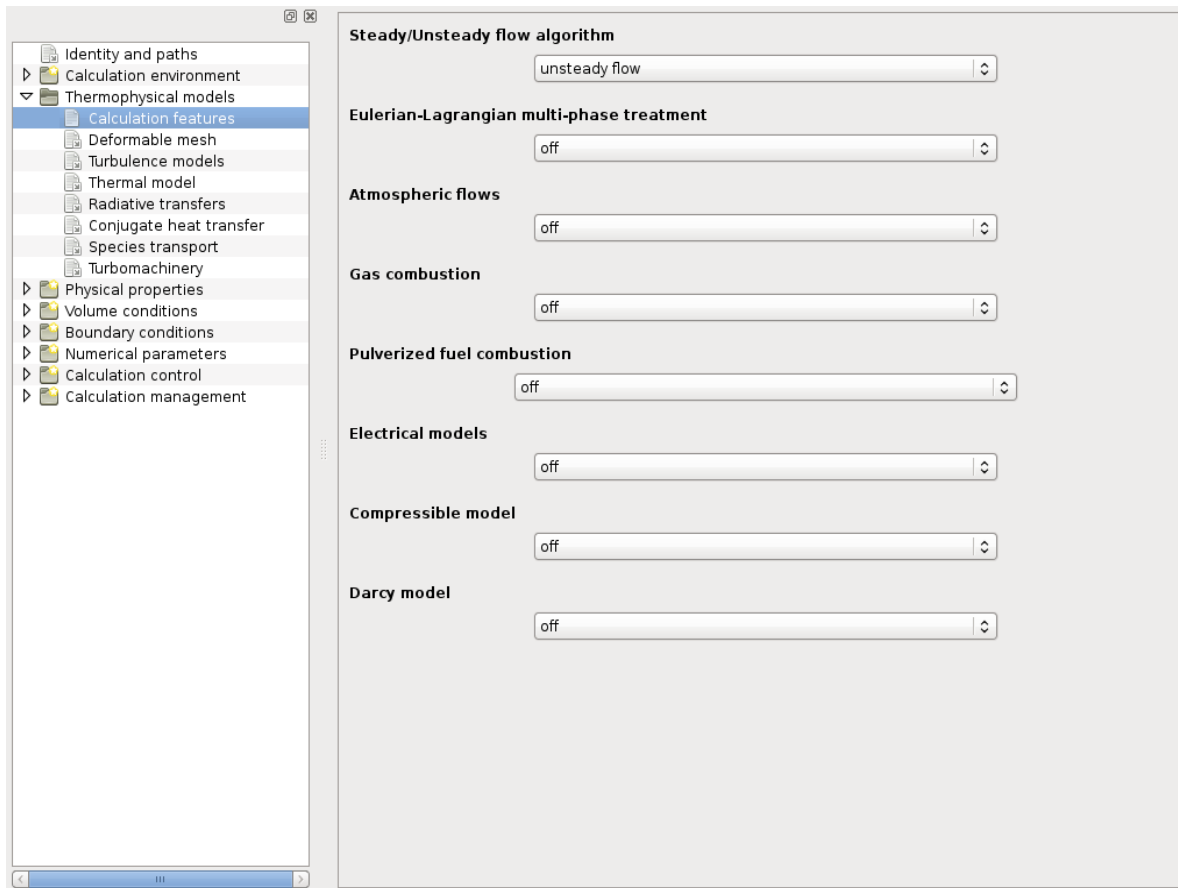 Identity and paths
Calculation environment
Thermophysical models
Calculation features
Deformable mesh
Turbulence models
Thermal model
Radiative transfers
Conjugate heat transfer
Species transport
Turbomachinery
Physical properties
Volume conditions
Boundary conditions
Numerical parameters
Calculation control
Calculation management
Steady/Unsteady flow algorithm
unsteady flow
Eulerian-Lagrangian multi-phase treatment
off
Atmospheric flows
off
Gas combustion
off
Pulverized fuel combustion
off
Electrical models
off
Compressible model
off
Darcy model
off